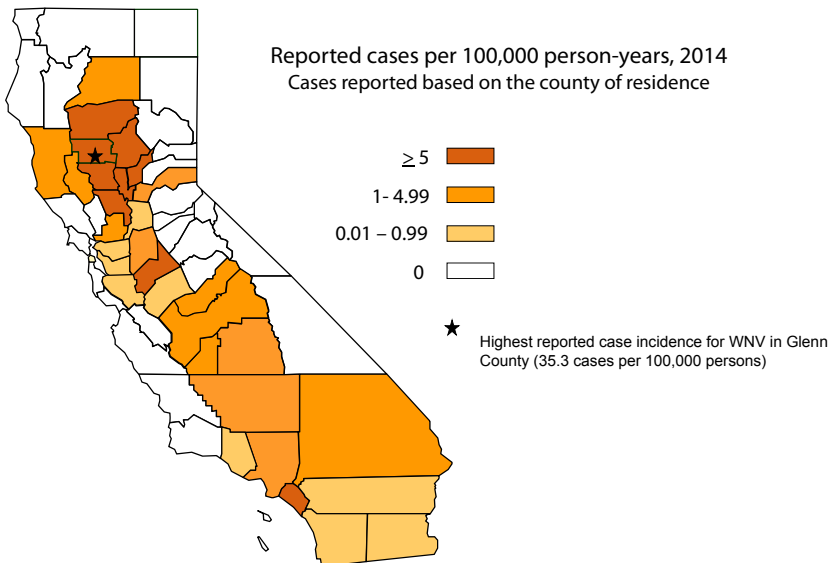 Reported cases per 100,000 person-years, 2014
Cases reported based on the county of residence
≥ 5
1- 4.99
0.01 – 0.99
0
Highest reported case incidence for WNV in Glenn
County (35.3 cases per 100,000 persons)